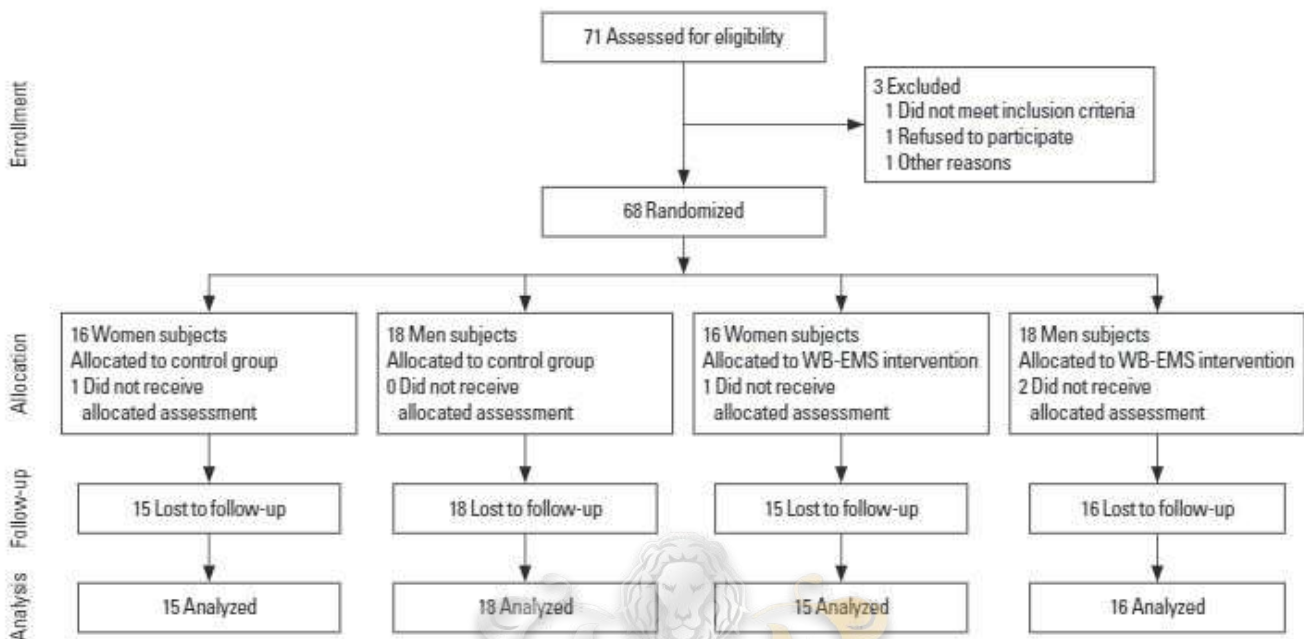 71 Assessed for eligibility
Enrollment
3 Excluded
1 Did not meet inclusion criteria
1 Refused to participate
1 Other reasons
68 Randomized
Allocation
16 Women subjects
Allocated to control group
1 Did not receive
allocated assessment
18 Men subjects
Allocated to control group
0 Did not receive
allocated assessment
16 Women subjects
Allocated to WB-EMS intervention
1 Did not receive
allocated assessment
18 Men subjects
Allocated to WB-EMS intervention
2 Did not receive
allocated assessment
Follow-up
15 Lost to follow-up
18 Lost to follow-up
15 Lost to follow-up
16 Lost to follow-up
Analysis
15 Analyzed
18 Analyzed
15 Analyzed
16 Analyzed